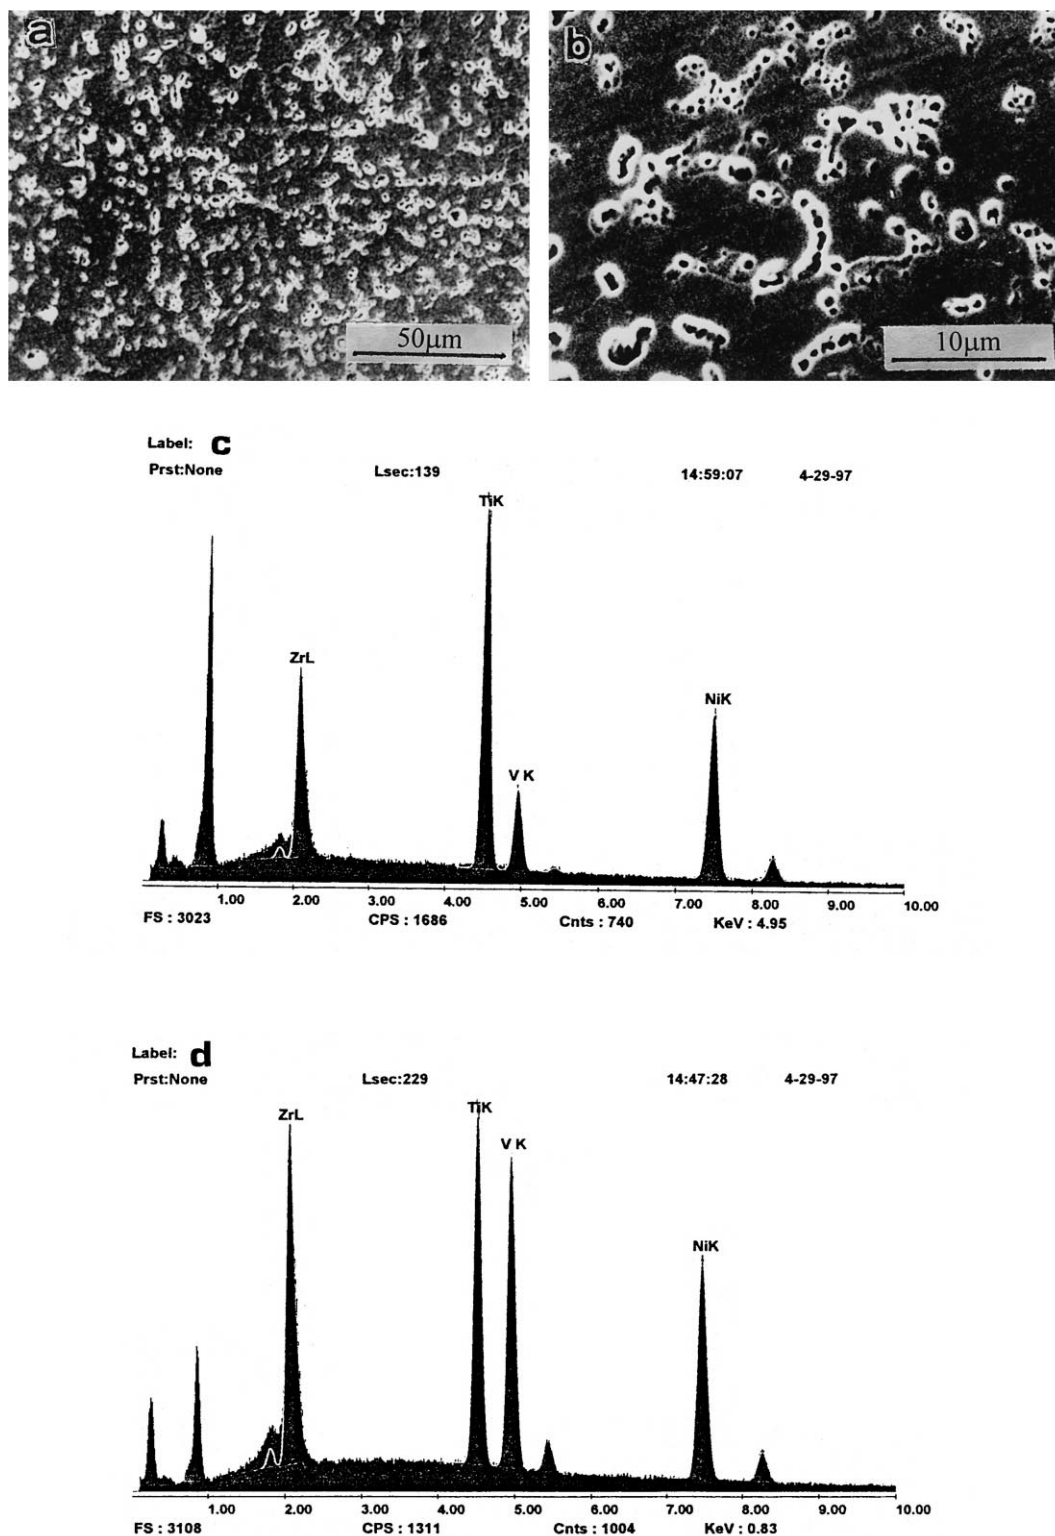 a
b
50μm
10μm
Label: c
Prst:None Lsec:139 14:59:07 4-29-97
TiK
ZrL
NiK
V K
1.00 2.00 3.00 4.00 5.00 6.00 7.00 8.00 9.00 10.00
FS : 3023 CPS : 1686 Cnts : 740 KeV : 4.95
Label: d
Prst:None Lsec:229 14:47:28 4-29-97
ZrL TiK
V K
NiK
1.00 2.00 3.00 4.00 5.00 6.00 7.00 8.00 9.00 10.00
FS : 3108 CPS : 1311 Cnts : 1004 KeV : 0.83